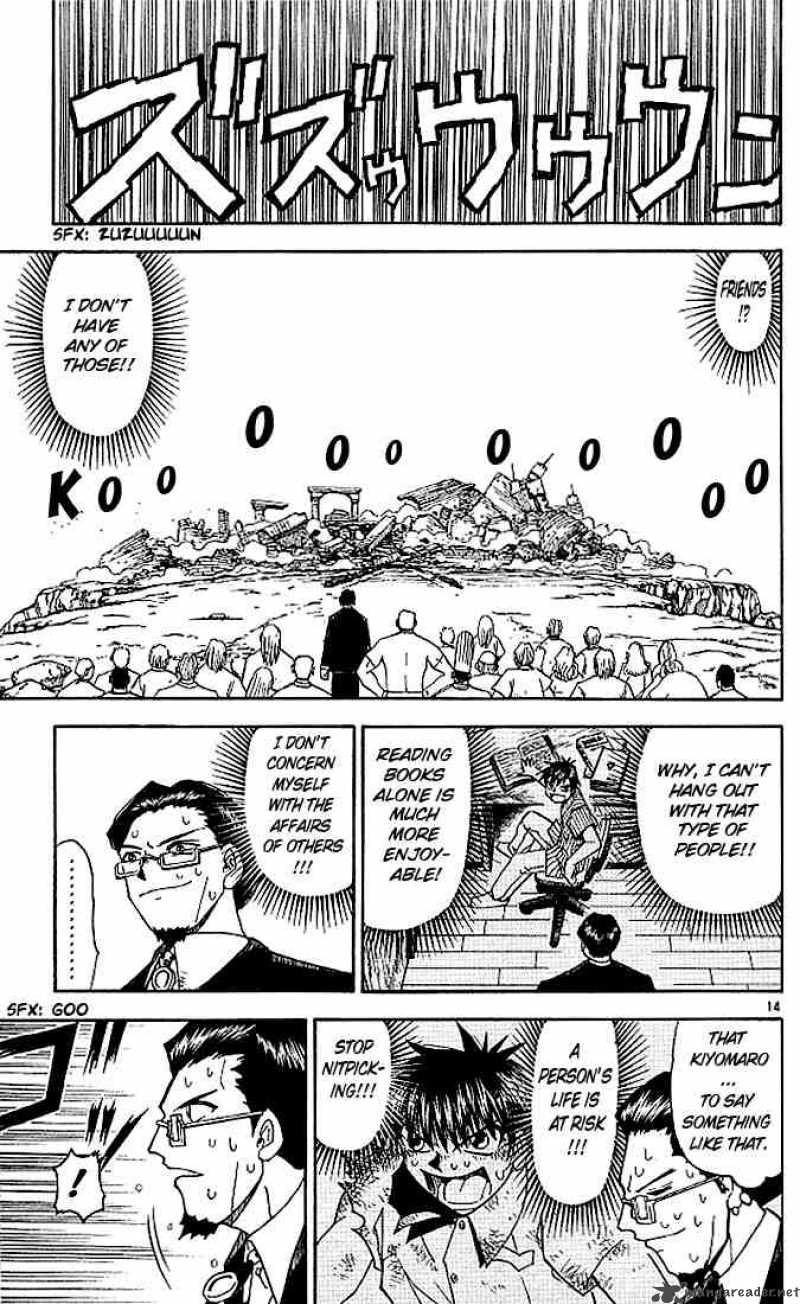 ズズゥウゥウン
SFX: ZUZUUUUUN
FRIENDS
!?
I DON'T
HAVE
ANY OF
THOSE!!
KOO
O
O
O
O
O
O
O
O
WHY, I CAN'T
HANG OUT
WITH THAT
TYPE OF
PEOPLE!!
READING
BOOKS
ALONE IS
MUCH
MORE
ENJOY-
ABLE!
I DON'T
CONCERN
MYSELF
WITH THE
AFFAIRS
OF OTHERS
!!!
..........
14
THAT
KIYOMARO
...
TO SAY
SOMETHING
LIKE THAT.
A
PERSON'S
LIFE IS
AT RISK
!!!
STOP
NITPICK-
ING!!!
SFX: GOO
!
Mangareader.net